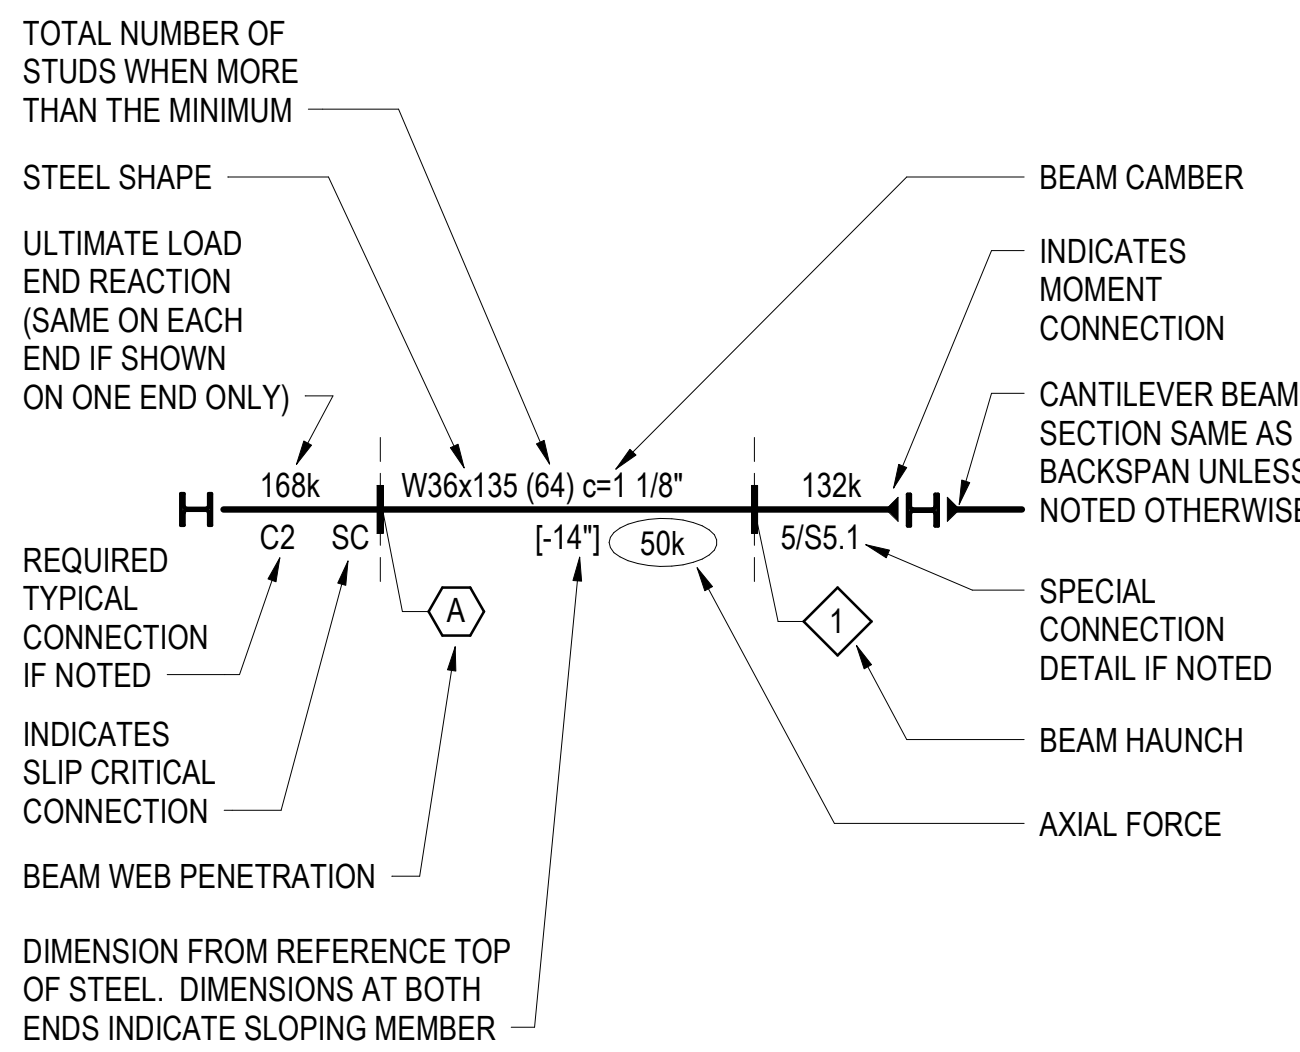 TOTAL NUMBER OF
STUDS WHEN MORE
THAN THE MINIMUM
STEEL SHAPE
ULTIMATE LOAD
END REACTION
(SAME ON EACH
END IF SHOWN
ON ONE END ONLY)
BEAM CAMBER
INDICATES
MOMENT
CONNECTION
CANTILEVER BEAM
SECTION SAME AS
BACKSPAN UNLESS
NOTED OTHERWISE
168k
W36x135 (64) c=1 1/8"
132k
C2
SC
[-14"]
50k
5/S5.1
A
1
REQUIRED
TYPICAL
CONNECTION
IF NOTED
INDICATES
SLIP CRITICAL
CONNECTION
BEAM WEB PENETRATION
DIMENSION FROM REFERENCE TOP
OF STEEL. DIMENSIONS AT BOTH
ENDS INDICATE SLOPING MEMBER
SPECIAL
CONNECTION
DETAIL IF NOTED
BEAM HAUNCH
AXIAL FORCE